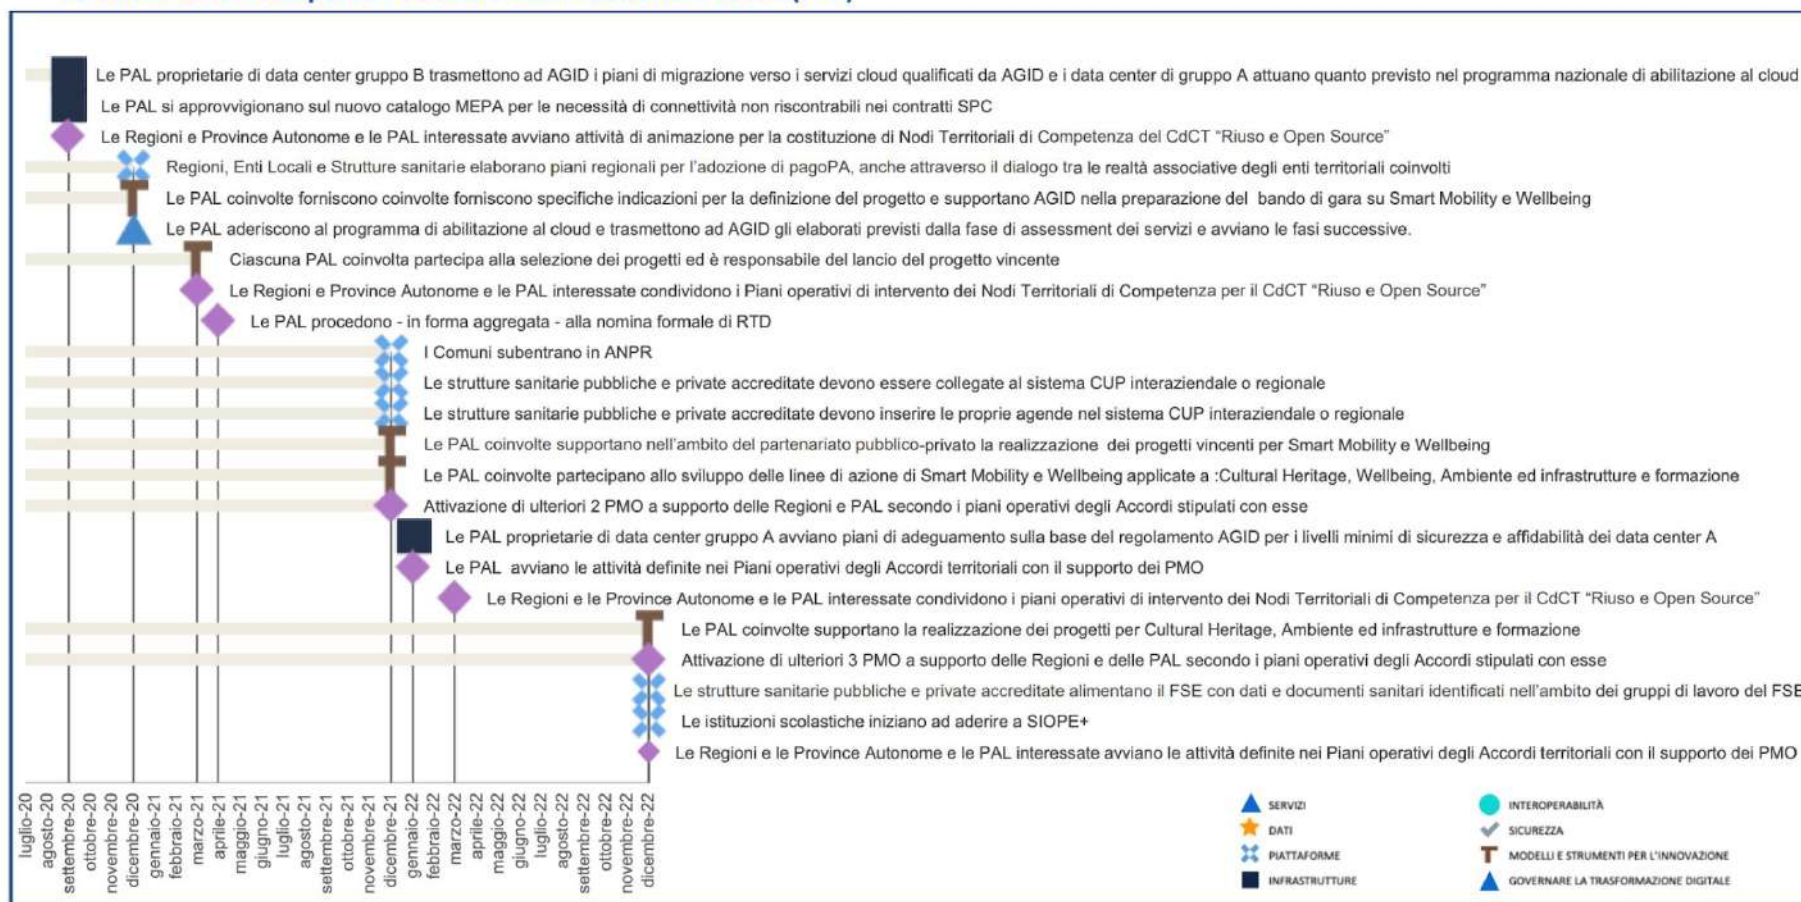 Le PAL proprietarie di data center gruppo B trasmettono ad AGID i piani di migrazione verso i servizi cloud qualificati da AGID e i data center di gruppo A attuano quanto previsto nel programma nazionale di abilitazione al cloud
Le PAL si approvvigionano sul nuovo catalogo MEPA per le necessità di connettività non riscontrabili nei contratti SPC
Le Regioni e Province Autonome e le PAL interessate avviano attività di animazione per la costituzione di Nodi Territoriali di Competenza del CdCT “Riuso e Open Source”
Regioni, Enti Locali e Strutture sanitarie elaborano piani regionali per l’adozione di pagoPA, anche attraverso il dialogo tra le realtà associative degli enti territoriali coinvolti
Le PAL coinvolte forniscono coinvolte forniscono specifiche indicazioni per la definizione del progetto e supportano AGID nella preparazione del bando di gara su Smart Mobility e Wellbeing
Le PAL aderiscono al programma di abilitazione al cloud e trasmettono ad AGID gli elaborati previsti dalla fase di assessment dei servizi e avviano le fasi successive.
Ciascuna PAL coinvolta partecipa alla selezione dei progetti ed è responsabile del lancio del progetto vincente
Le Regioni e Province Autonome e le PAL interessate condividono i Piani operativi di intervento dei Nodi Territoriali di Competenza per il CdCT “Riuso e Open Source”
Le PAL procedono - in forma aggregata - alla nomina formale di RTD
I Comuni subentrano in ANPR
Le strutture sanitarie pubbliche e private accreditate devono essere collegate al sistema CUP interaziendale o regionale
Le strutture sanitarie pubbliche e private accreditate devono inserire le proprie agende nel sistema CUP interaziendale o regionale
Le PAL coinvolte supportano nell’ambito del partenariato pubblico-privato la realizzazione dei progetti vincenti per Smart Mobility e Wellbeing
Le PAL coinvolte partecipano allo sviluppo delle linee di azione di Smart Mobility e Wellbeing applicate a :Cultural Heritage, Wellbeing, Ambiente ed infrastrutture e formazione
Attivazione di ulteriori 2 PMO a supporto delle Regioni e PAL secondo i piani operativi degli Accordi stipulati con esse
Le PAL proprietarie di data center gruppo A avviano piani di adeguamento sulla base del regolamento AGID per i livelli minimi di sicurezza e affidabilità dei data center A
Le PAL avviano le attività definite nei Piani operativi degli Accordi territoriali con il supporto dei PMO
Le Regioni e le Province Autonome e le PAL interessate condividono i piani operativi di intervento dei Nodi Territoriali di Competenza per il CdCT “Riuso e Open Source”
Le PAL coinvolte supportano la realizzazione dei progetti per Cultural Heritage, Ambiente ed infrastrutture e formazione
Attivazione di ulteriori 3 PMO a supporto delle Regioni e delle PAL secondo i piani operativi degli Accordi stipulati con esse
Le strutture sanitarie pubbliche e private accreditate alimentano il FSE con dati e documenti sanitari identificati nell’ambito dei gruppi di lavoro del FSE
Le istituzioni scolastiche iniziano ad aderire a SIOPE+
Le Regioni e le Province Autonome e le PAL interessate avviano le attività definite nei Piani operativi degli Accordi territoriali con il supporto dei PMO
luglio-20
agosto-20
settembre-20
ottobre-20
novembre-20
dicembre-20
gennaio-21
febbraio-21
marzo-21
aprile-21
maggio-21
giugno-21
luglio-21
agosto-21
settembre-21
ottobre-21
novembre-21
dicembre-21
gennaio-22
febbraio-22
marzo-22
aprile-22
maggio-22
giugno-22
luglio-22
agosto-22
settembre-22
ottobre-22
novembre-22
dicembre-22
SERVIZI
DATI
PIATTAFORME
INFRASTRUTTURE
INTEROPERABILITÀ
SICUREZZA
MODELLI E STRUMENTI PER L’INNOVAZIONE
GOVERNARE LA TRASFORMAZIONE DIGITALE